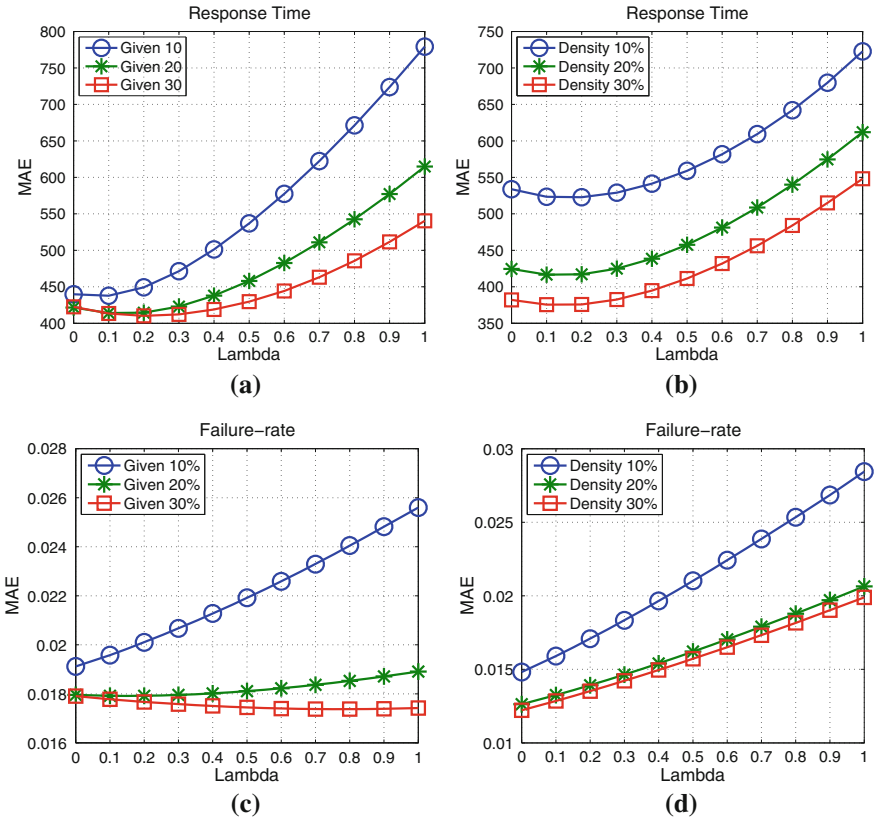 Response Time
800
750
700
650
600
550
500
450
400
MAE
Given 10
Given 20
Given 30
0 0.1 0.2 0.3 0.4 0.5 0.6 0.7 0.8 0.9 1
Lambda
(a)
Response Time
750
700
650
600
550
500
450
400
350
MAE
Density 10%
Density 20%
Density 30%
0 0.1 0.2 0.3 0.4 0.5 0.6 0.7 0.8 0.9 1
Lambda
(b)
Failure-rate
0.028
0.026
0.024
0.022
0.02
0.018
0.016
MAE
Given 10%
Given 20%
Given 30%
0 0.1 0.2 0.3 0.4 0.5 0.6 0.7 0.8 0.9 1
Lambda
(c)
Failure-rate
0.03
0.025
0.02
0.015
0.01
MAE
Density 10%
Density 20%
Density 30%
0 0.1 0.2 0.3 0.4 0.5 0.6 0.7 0.8 0.9 1
Lambda
(d)